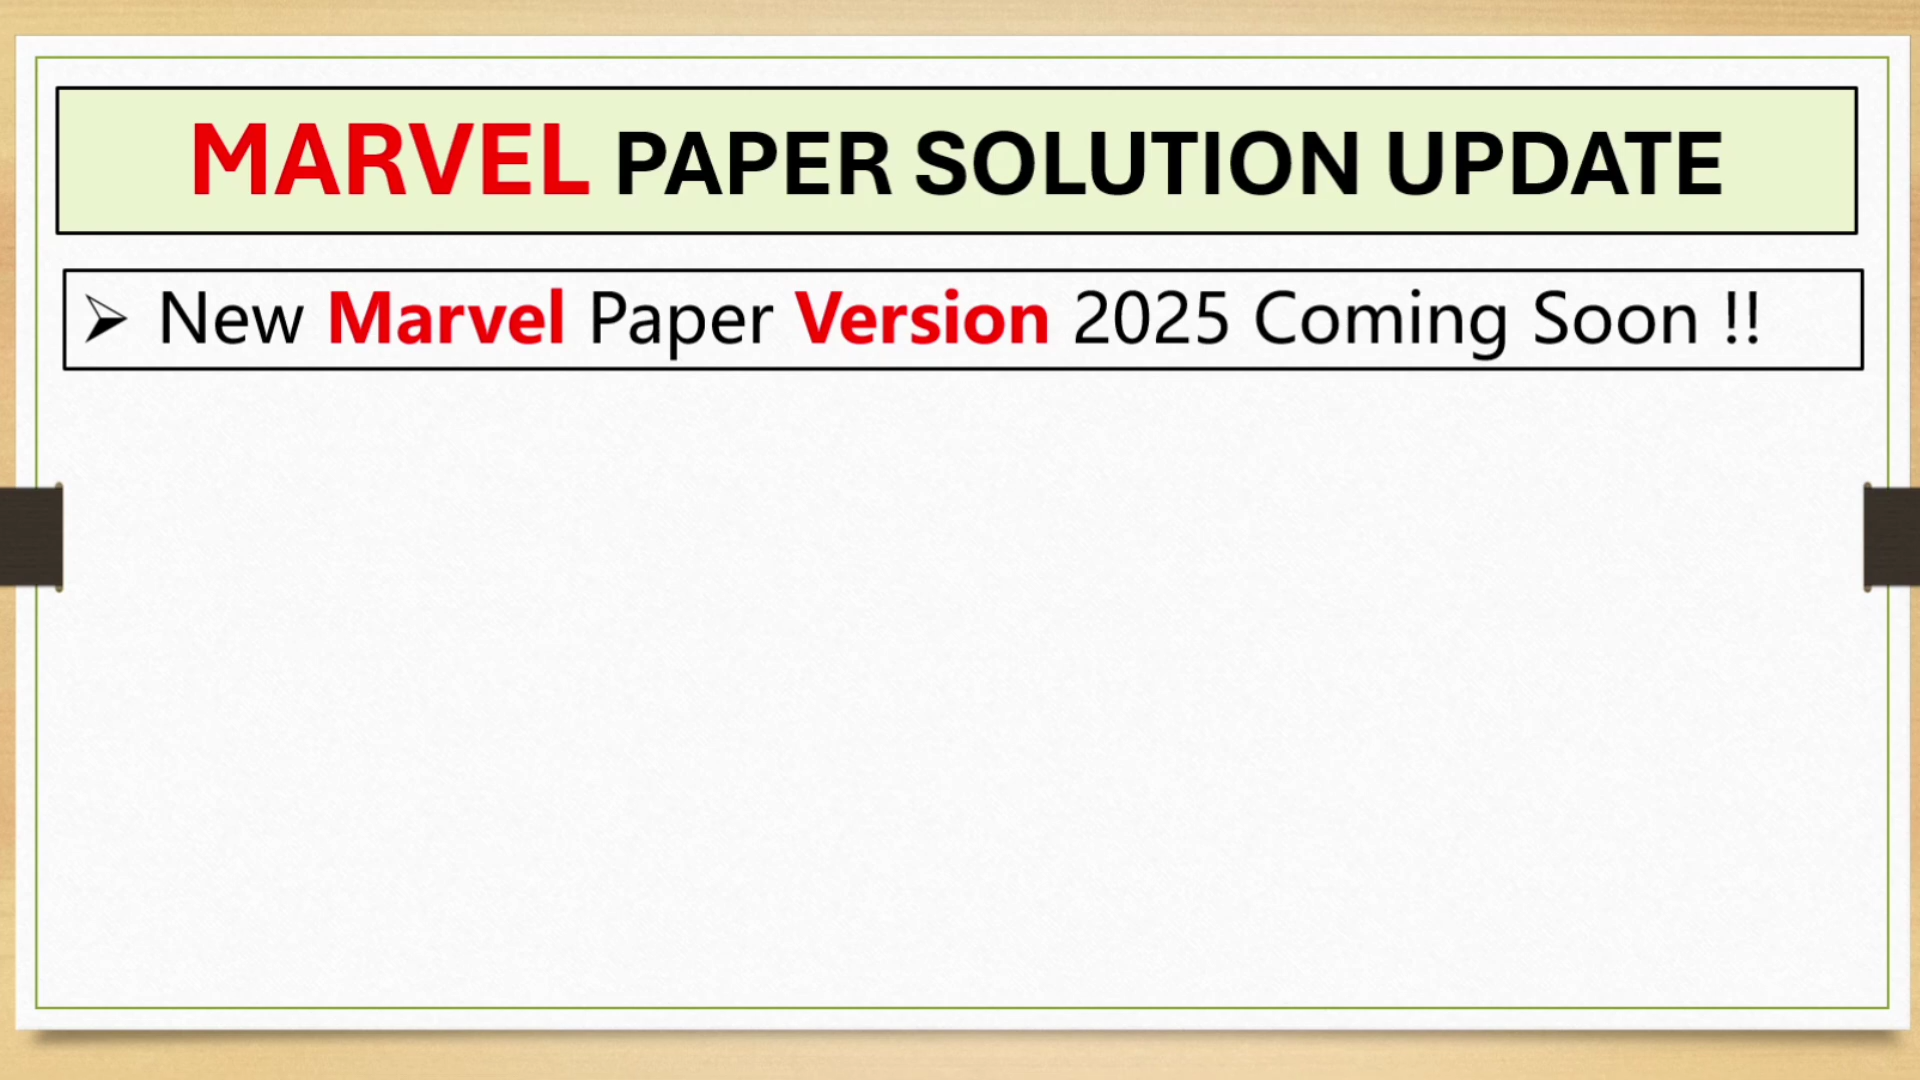 MARVEL PAPER SOLUTION UPDATE
➢ New Marvel Paper Version 2025 Coming Soon !!